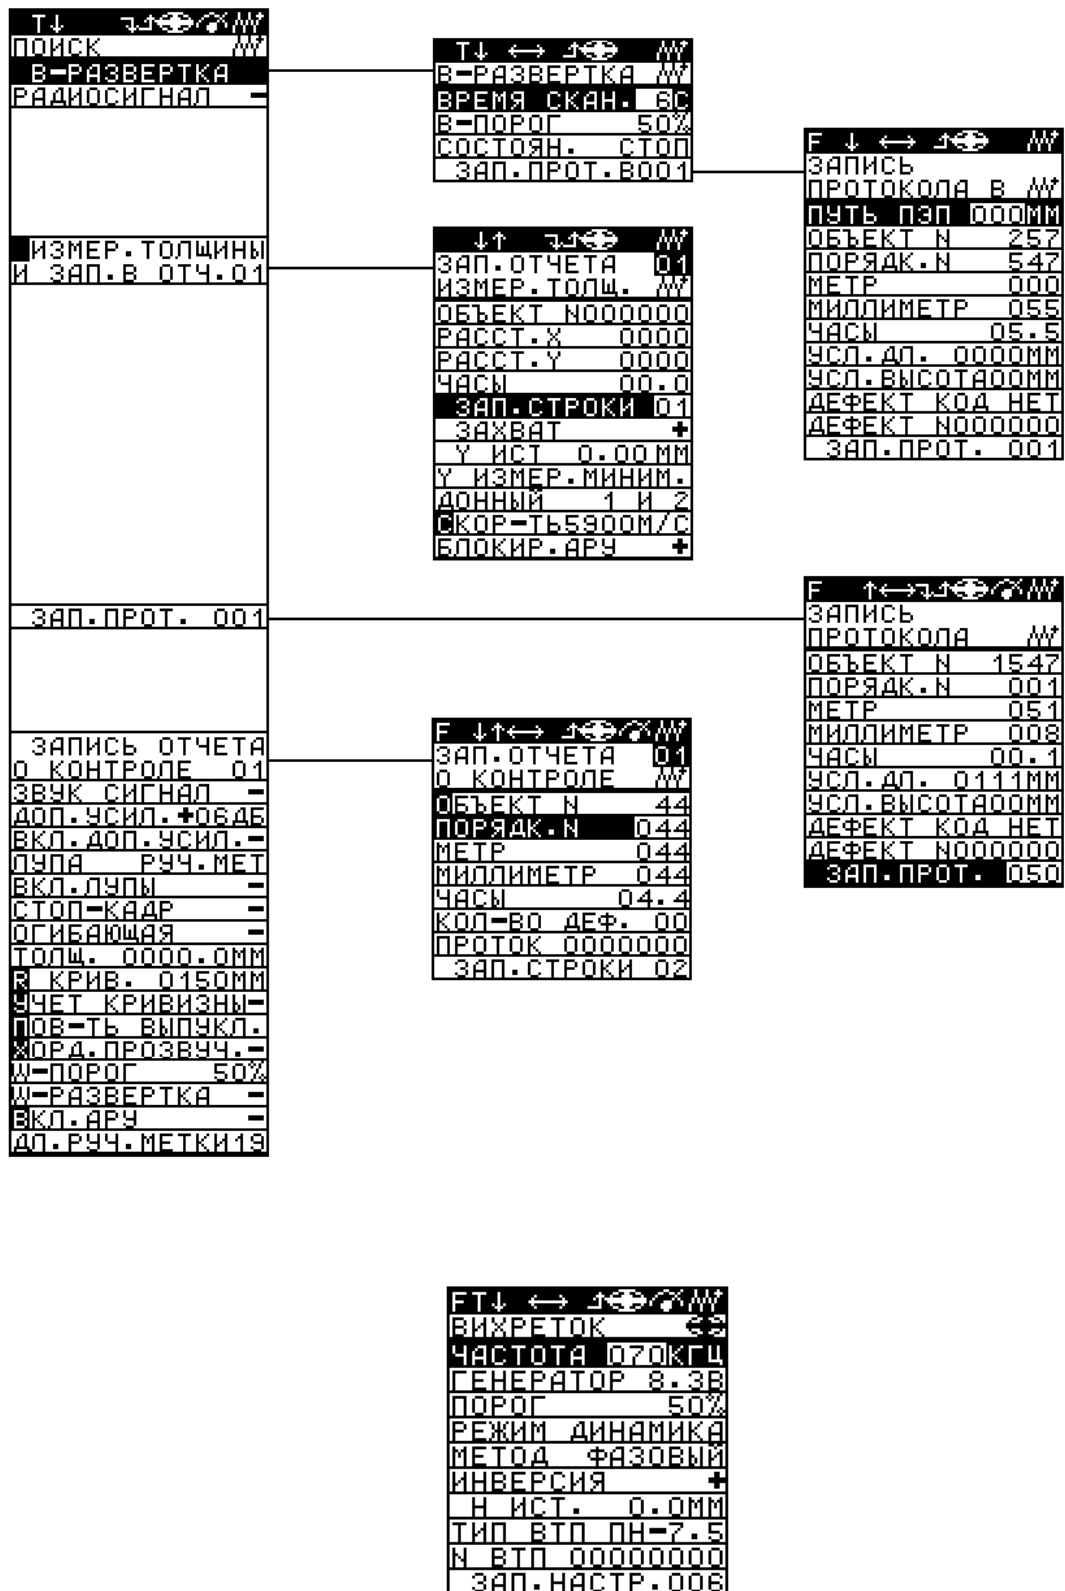 T↓
ПОИСК
В-РАЗВЕРТКА
РАДИОСИГНАЛ -
ИЗМЕР.ТОЛЩИНЫ
И ЗАП.В ОТЧ.01
ЗАП.ПРОТ. 001
ЗАПИСЬ ОТЧЕТА
О КОНТРОЛЕ 01
ЗВУК СИГНАЛ -
ДОП.УСИЛ.+06ДБ
ВКЛ.ДОП.УСИЛ.-
ЛУПА РУЧ.МЕТ
ВКЛ.ЛУПЫ -
СТОП-КАДР -
ОГИБАЮЩАЯ -
ТОЛЩ. 0000.0ММ
R КРИВ. 0150ММ
УЧЕТ КРИВИЗНЫ-
ПОВ-ТЬ ВЫПУКЛ.
ХОРД.ПРОЗВУЧ.-
W-ПОРОГ 50%
W-РАЗВЕРТКА -
ВКЛ.АРУ -
ДЛ.РУЧ.МЕТКИ19
T↓ ↔
В-РАЗВЕРТКА
ВРЕМЯ СКАН. 6С
В-ПОРОГ 50%
СОСТОЯН. СТОП
ЗАП.ПРОТ.В001
F ↓ ↔
ЗАПИСЬ
ПРОТОКОЛА В
ПУТЬ ПЭП 000ММ
ОБЪЕКТ N 257
ПОРЯДК.N 547
МЕТР 000
МИЛЛИМЕТР 055
ЧАСЫ 05.5
УСЛ.ДЛ. 0000ММ
УСЛ.ВЫСОТА00ММ
ДЕФЕКТ КОД НЕТ
ДЕФЕКТ N000000
ЗАП.ПРОТ. 001
↓↑
ЗАП.ОТЧЕТА 01
ИЗМЕР.ТОЛЩ.
ОБЪЕКТ N000000
РАССТ.X 0000
РАССТ.Y 0000
ЧАСЫ 00.0
ЗАП.СТРОКИ 01
ЗАХВАТ +
Y ИСТ 0.00ММ
Y ИЗМЕР.МИНИМ.
ДОННЫЙ 1 И 2
СКОР-ТЬ5900М/С
БЛОКИР.АРУ +
F ↑↔
ЗАПИСЬ
ПРОТОКОЛА
ОБЪЕКТ N 1547
ПОРЯДК.N 001
МЕТР 051
МИЛЛИМЕТР 008
ЧАСЫ 00.1
УСЛ.ДЛ. 0111ММ
УСЛ.ВЫСОТА00ММ
ДЕФЕКТ КОД НЕТ
ДЕФЕКТ N000000
ЗАП.ПРОТ. 050
F ↓↑↔
ЗАП.ОТЧЕТА 01
О КОНТРОЛЕ
ОБЪЕКТ N 44
ПОРЯДК.N 044
МЕТР 044
МИЛЛИМЕТР 044
ЧАСЫ 04.4
КОЛ-ВО ДЕФ. 00
ПРОТОК 0000000
ЗАП.СТРОКИ 02
FT↓ ↔
ВИХРЕТОК
ЧАСТОТА 070КГЦ
ГЕНЕРАТОР 8.3В
ПОРОГ 50%
РЕЖИМ ДИНАМИКА
МЕТОД ФАЗОВЫЙ
ИНВЕРСИЯ +
Н ИСТ. 0.0ММ
ТИП ВТП ПН-7.5
N ВТП 00000000
ЗАП.НАСТР.006